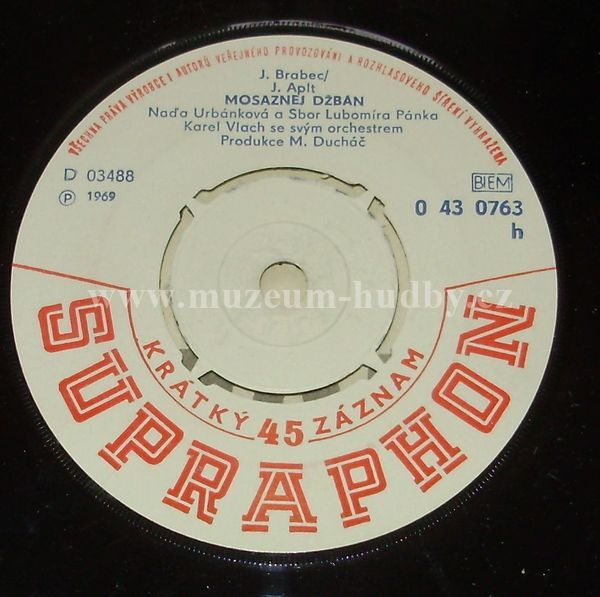 VŠECHNA PRÁVA VÝROBCE I AUTORŮ VEŘEJNÉHO PROVOZOVÁNÍ A ROZHLASOVÉHO ŠÍŘENÍ VYHRAŽENA
J. Brabec/
J. Aplt
MOSAZNEJ DŽBÁN
Naďa Urbánková a Sbor Lubomíra Pánka
Karel Vlach se svým orchestrem
Produkce M. Ducháč
D 03488
Ⓟ 1969
BIEM
0 43 0763
h
www.muzeum-hudby.cz
KRÁTKÝ 45 ZÁZNAM
SUPRAPHON